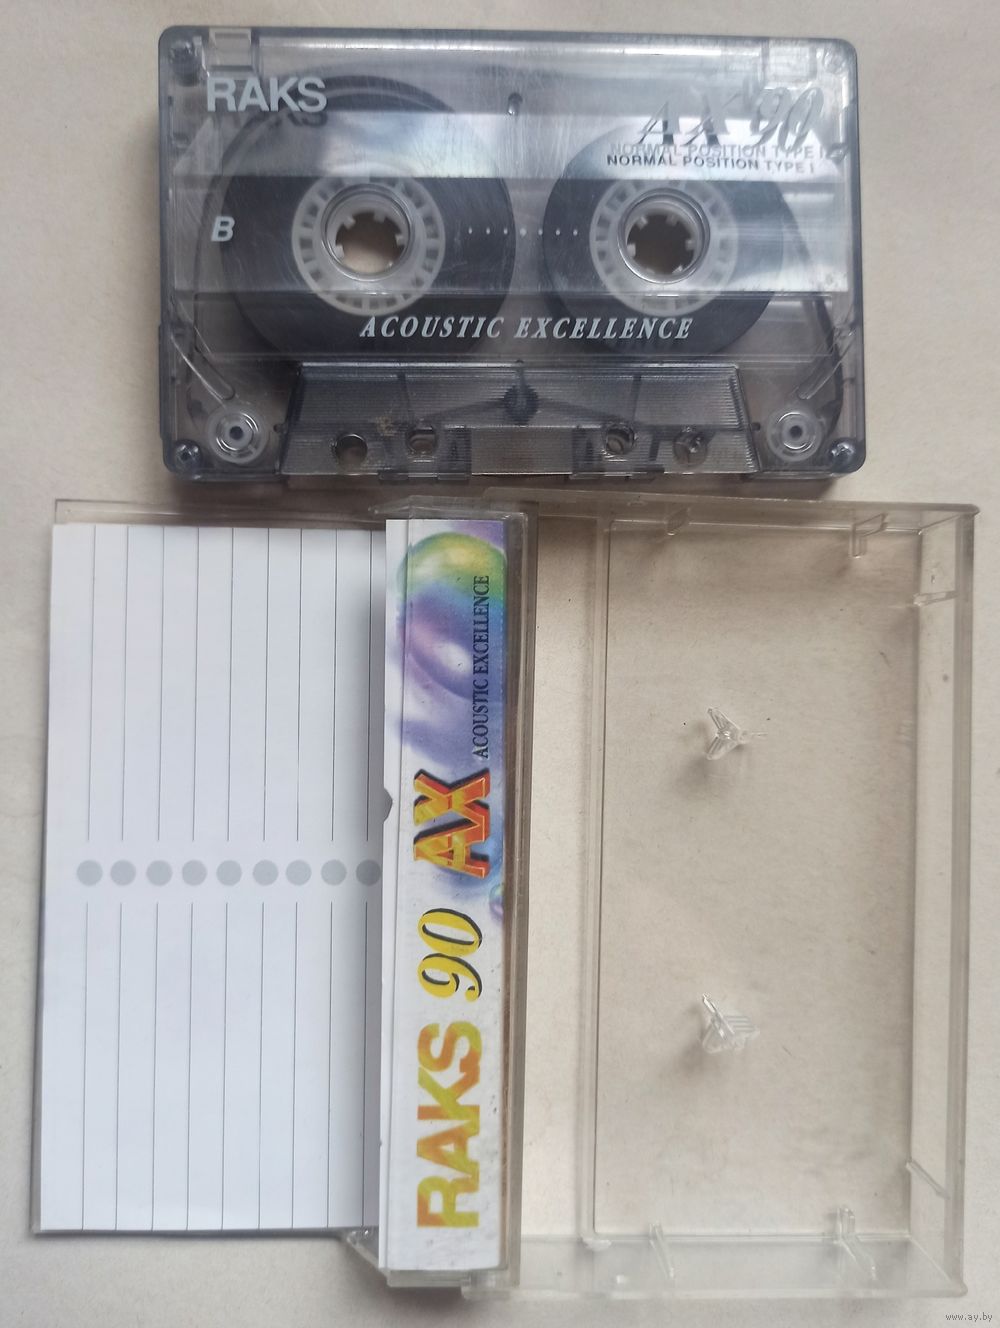 RAKS
AX 90
NORMAL POSITION TYPE I
NORMAL POSITION TYPE I
B
ACOUSTIC EXCELLENCE
RAKS 90 AX ACOUSTIC EXCELLENCE
www.ay.by